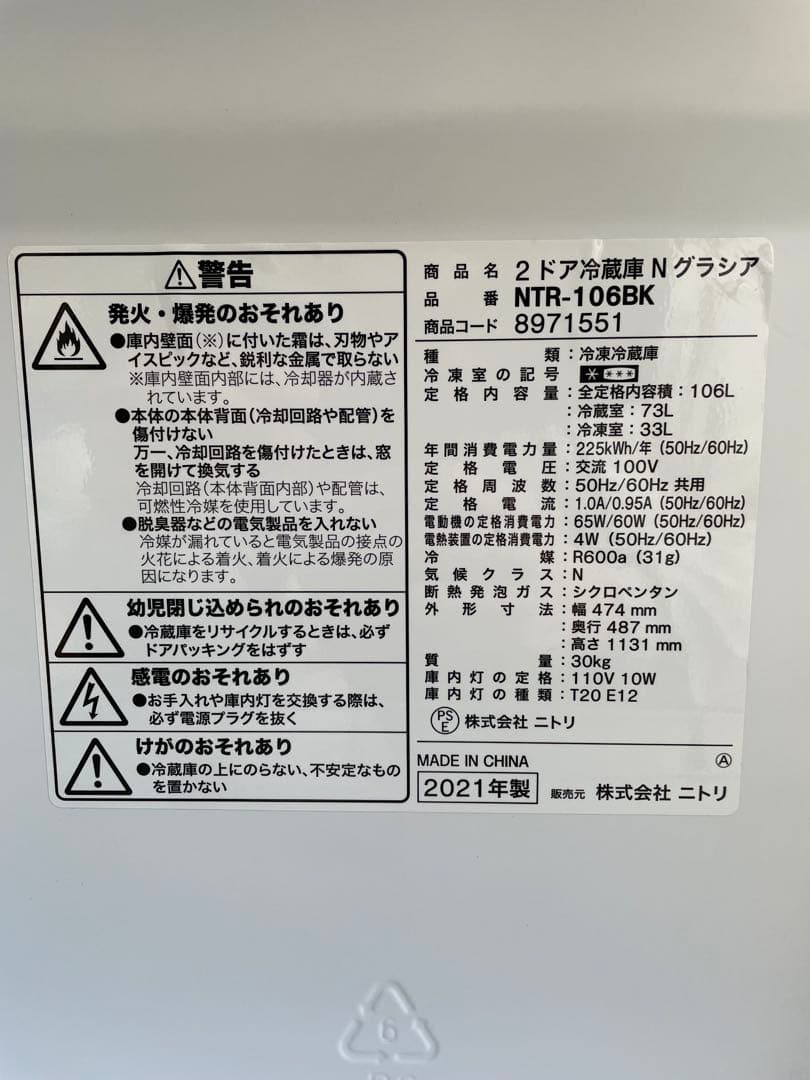 警告
発火・爆発のおそれあり
●庫内壁面(※)に付いた霜は、刃物やア
イスピックなど、鋭利な金属で取らない
※庫内壁面内部には、冷却器が内蔵さ
れています。
●本体の本体背面(冷却回路や配管)を
傷付けない
万一、冷却回路を傷付けたときは、窓
を開けて換気する
冷却回路(本体背面内部)や配管は、
可燃性冷媒を使用しています。
●脱臭器などの電気製品を入れない
冷媒が漏れていると電気製品の接点の
火花による着火、着火による爆発の原
因になります。
幼児閉じ込められのおそれあり
●冷蔵庫をリサイクルするときは、必ず
ドアパッキングをはずす
感電のおそれあり
●お手入れや庫内灯を交換する際は、
必ず電源プラグを抜く
けがのおそれあり
●冷蔵庫の上にのらない、不安定なもの
を置かない
商品名 2ドア冷蔵庫 N グラシア
品番 NTR-106BK
商品コード 8971551
種類:冷凍冷蔵庫
冷凍室の記号 ****
定格内容量:全定格内容積:106L
:冷蔵室:73L
:冷凍室:33L
年間消費電力量:225kWh/年 (50Hz/60Hz)
定格電圧:交流 100V
定格周波数:50Hz/60Hz 共用
定格電流:1.0A/0.95A (50Hz/60Hz)
電動機の定格消費電力:65W/60W (50Hz/60Hz)
電熱装置の定格消費電力:4W (50Hz/60Hz)
冷媒:R600a (31g)
気候クラス:N
断熱発泡ガス:シクロペンタン
外形寸法:幅 474 mm
:奥行 487 mm
:高さ 1131 mm
質量:30kg
庫内灯の定格:110V 10W
庫内灯の種類:T20 E12
PSE 株式会社 ニトリ
MADE IN CHINA Ⓐ
2021年製 販売元 株式会社 ニトリ
6